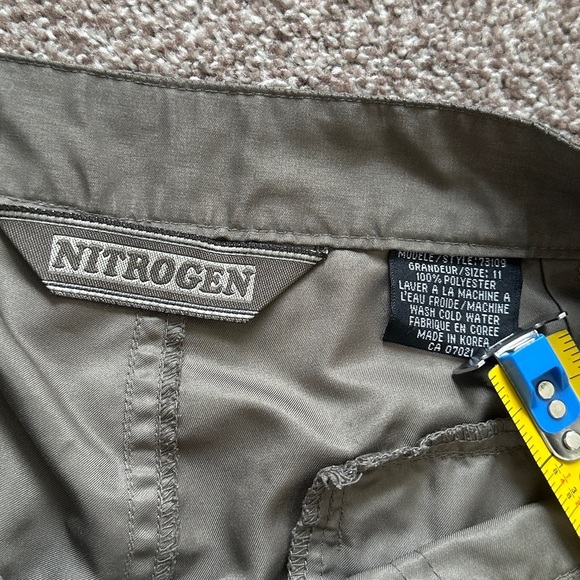 NITROGEN
MODELE/STYLE:73109
GRANDEUR/SIZE: 11
100% POLYESTER
LAVER A LA MACHINE A
L'EAU FROIDE/MACHINE
WASH COLD WATER
FABRIQUE EN COREE
MADE IN KOREA
CA 07021